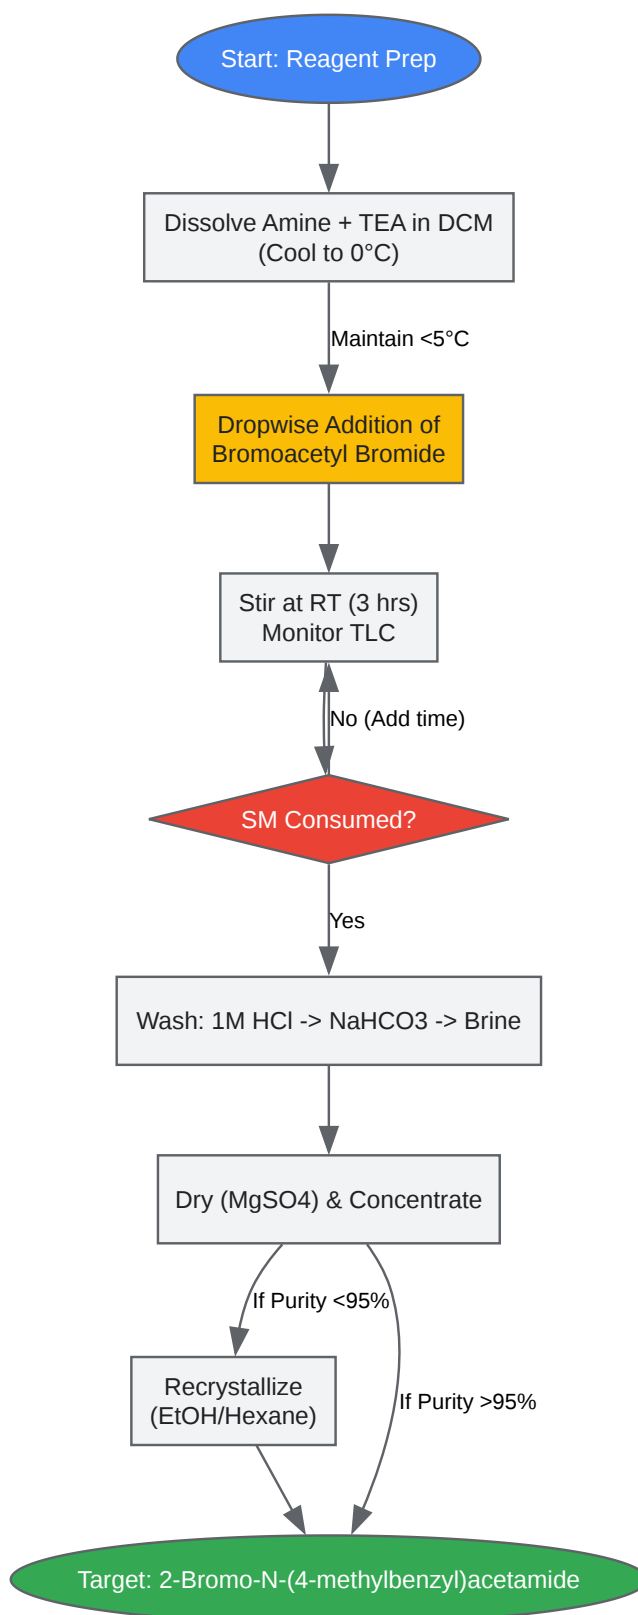 Start: Reagent Prep
Dissolve Amine + TEA in DCM
(Cool to 0°C)
Maintain <5°C
Dropwise Addition of
Bromoacetyl Bromide
Stir at RT (3 hrs)
Monitor TLC
No (Add time)
SM Consumed?
Yes
Wash: 1M HCl -> NaHCO3 -> Brine
Dry (MgSO4) & Concentrate
If Purity <95%
Recrystallize
(EtOH/Hexane)
If Purity >95%
Target: 2-Bromo-N-(4-methylbenzyl)acetamide